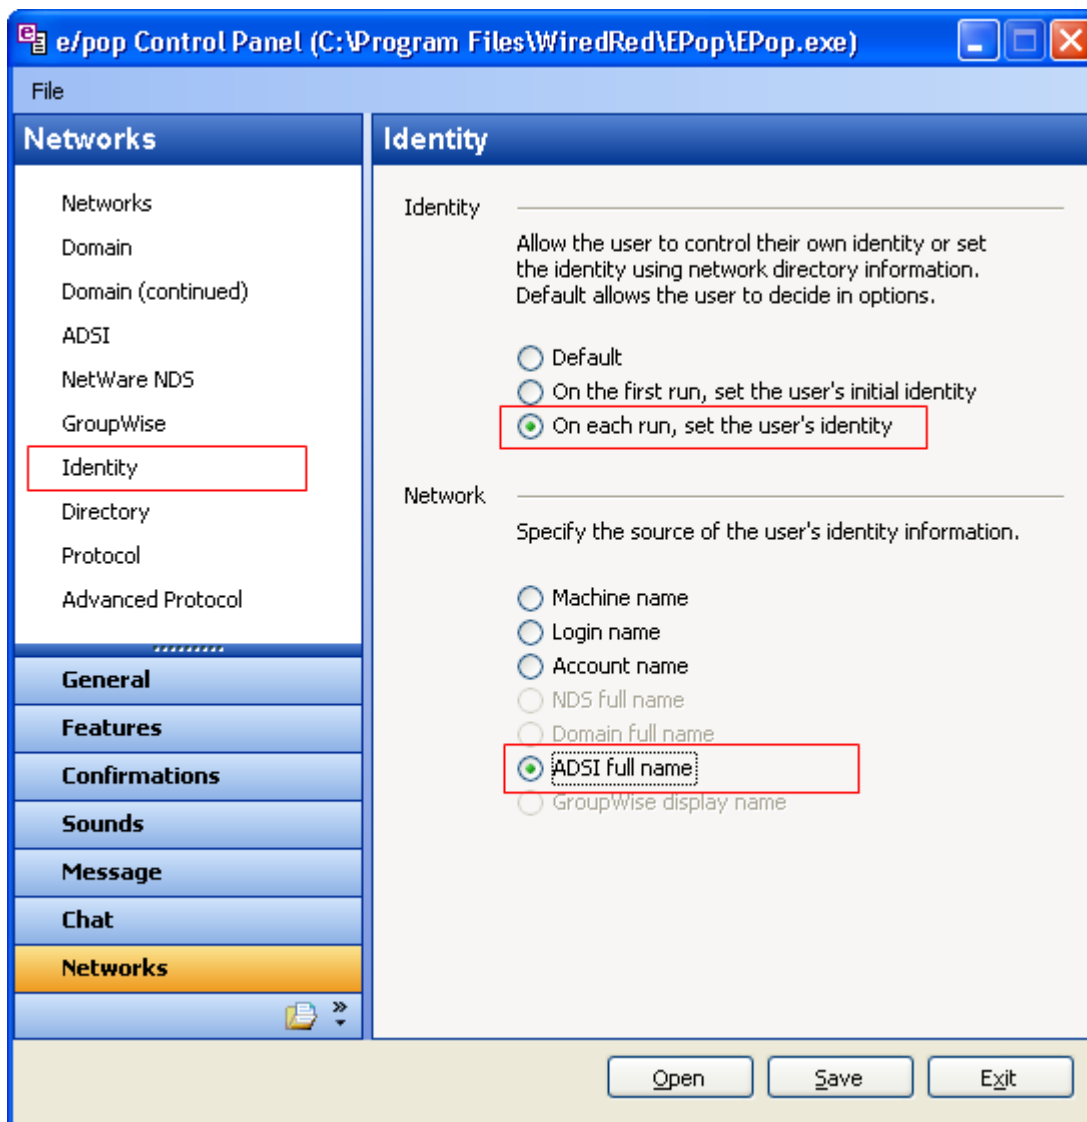 e/pop Control Panel (C:\Program Files\WiredRed\EPop\EPop.exe)
File
Networks
Networks
Domain
Domain (continued)
ADSI
NetWare NDS
GroupWise
Identity
Directory
Protocol
Advanced Protocol
General
Features
Confirmations
Sounds
Message
Chat
Networks
Identity
Identity
Allow the user to control their own identity or set
the identity using network directory information.
Default allows the user to decide in options.
Default
On the first run, set the user's initial identity
On each run, set the user's identity
Network
Specify the source of the user's identity information.
Machine name
Login name
Account name
NDS full name
Domain full name
ADSI full name
GroupWise display name
Open
Save
Exit